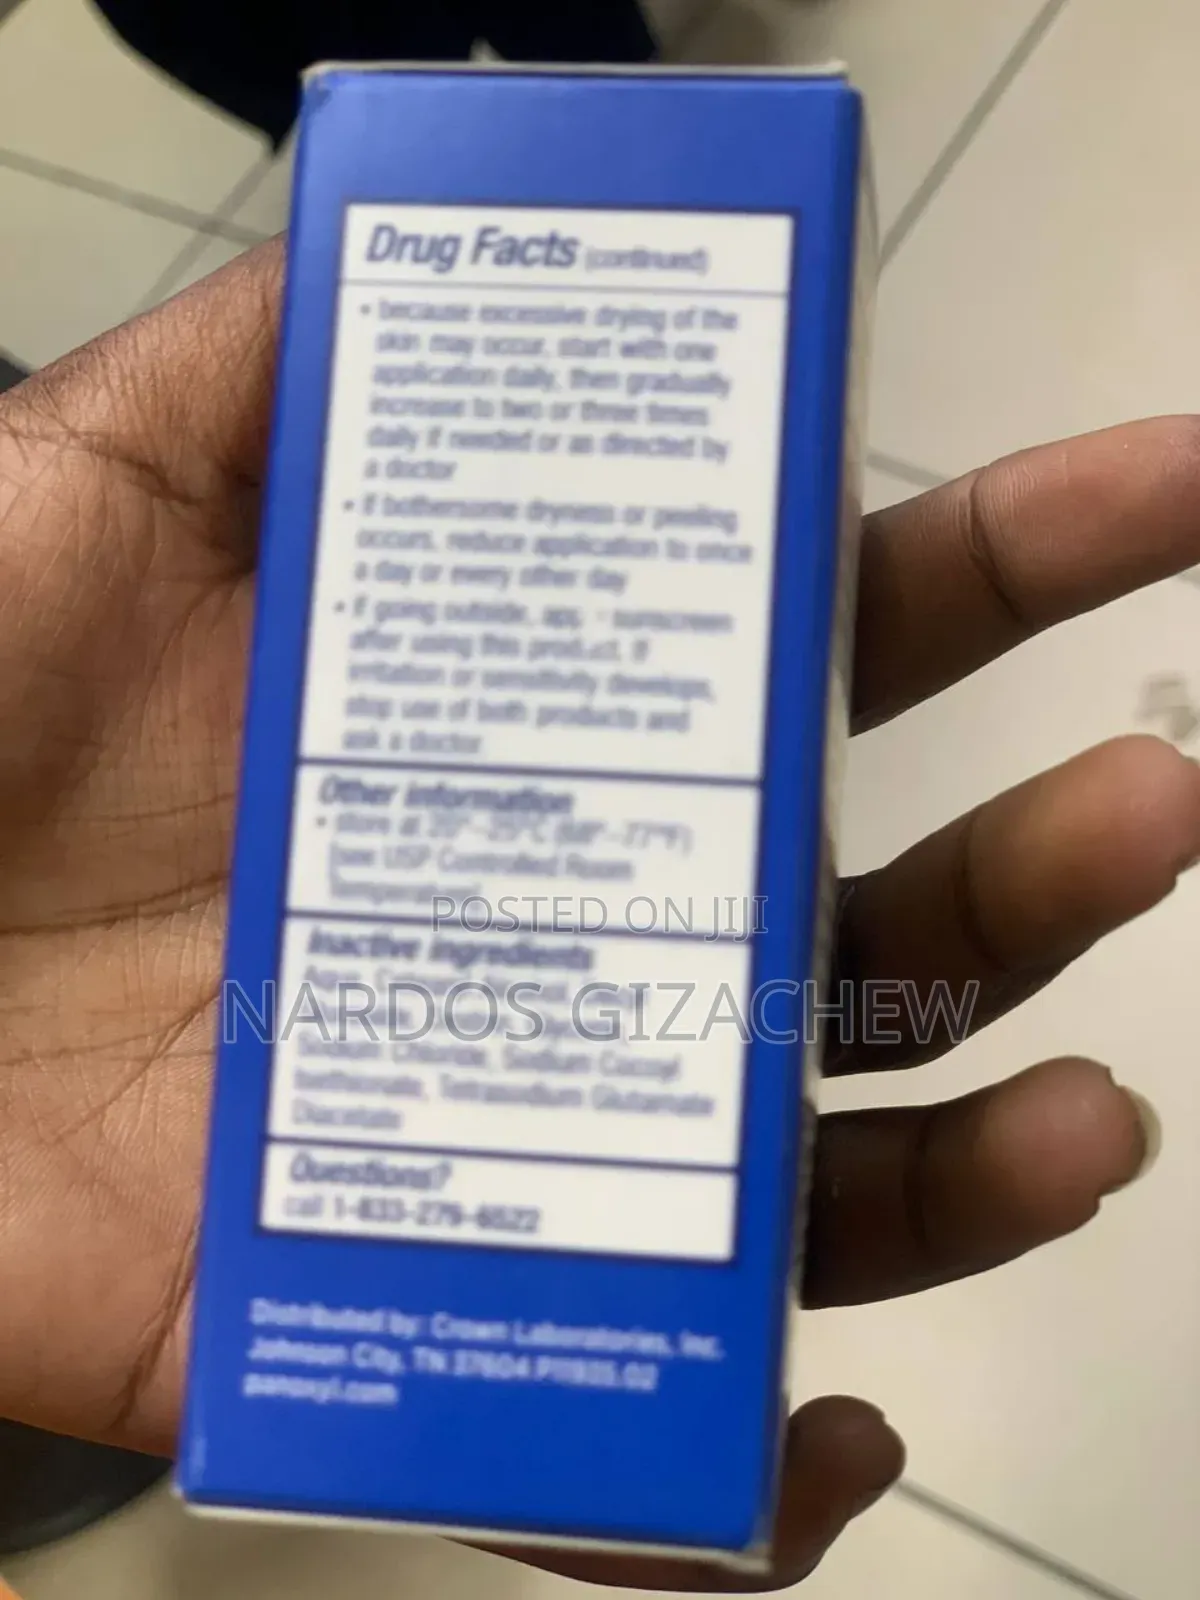 Drug Facts (continued)
• because excessive drying of the
skin may occur, start with one
application daily, then gradually
increase to two or three times
daily if needed or as directed by
a doctor
• if bothersome dryness or peeling
occurs, reduce application to once
a day or every other day
• if going outside, sunscreen
after using this product. If
irritation or sensitivity develops,
stop use of both products and
ask a doctor
Other information
• store at 20°–25°C (68°–77°F)
[see USP Controlled Room
Temperature]
POSTED ON JIJI
Inactive ingredients
NARDOS GIZACHEW
Sodium Chloride, Sodium Cocoyl
Isethionate, Tetrasodium Glutamate
Diacetate
Questions?
call 1-833-279-6522
Distributed by: Crown Laboratories, Inc.
Johnson City, TN 37604 P11935.02
panoxyl.com